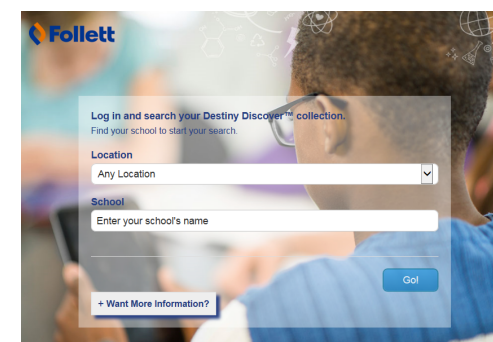 Follett
Log in and search your Destiny Discover™ collection.
Find your school to start your search.
Location
Any Location
School
Enter your school's name
Go!
+ Want More Information?